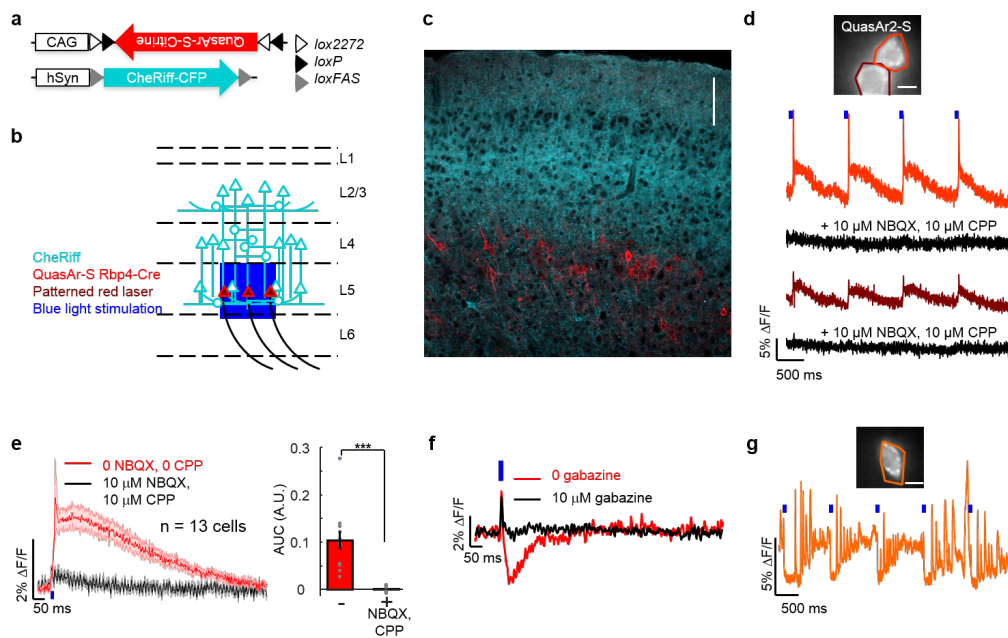 a
CAG
QuasAr-S-Citrine
lox2272
loxP
loxFAS
hSyn
CheRiff-CFP
b
L1
L2/3
L4
L5
L6
CheRiff
QuasAr-S Rbp4-Cre
Patterned red laser
Blue light stimulation
c
d
QuasAr2-S
+ 10 µM NBQX, 10 µM CPP
+ 10 µM NBQX, 10 µM CPP
5% ΔF/F
500 ms
e
0 NBQX, 0 CPP
10 µM NBQX,
10 µM CPP
n = 13 cells
2% ΔF/F
50 ms
AUC (A.U.)
0.3
0.2
0.1
0
***
- +
NBQX,
CPP
f
0 gabazine
10 µM gabazine
2% ΔF/F
50 ms
g
5% ΔF/F
500 ms